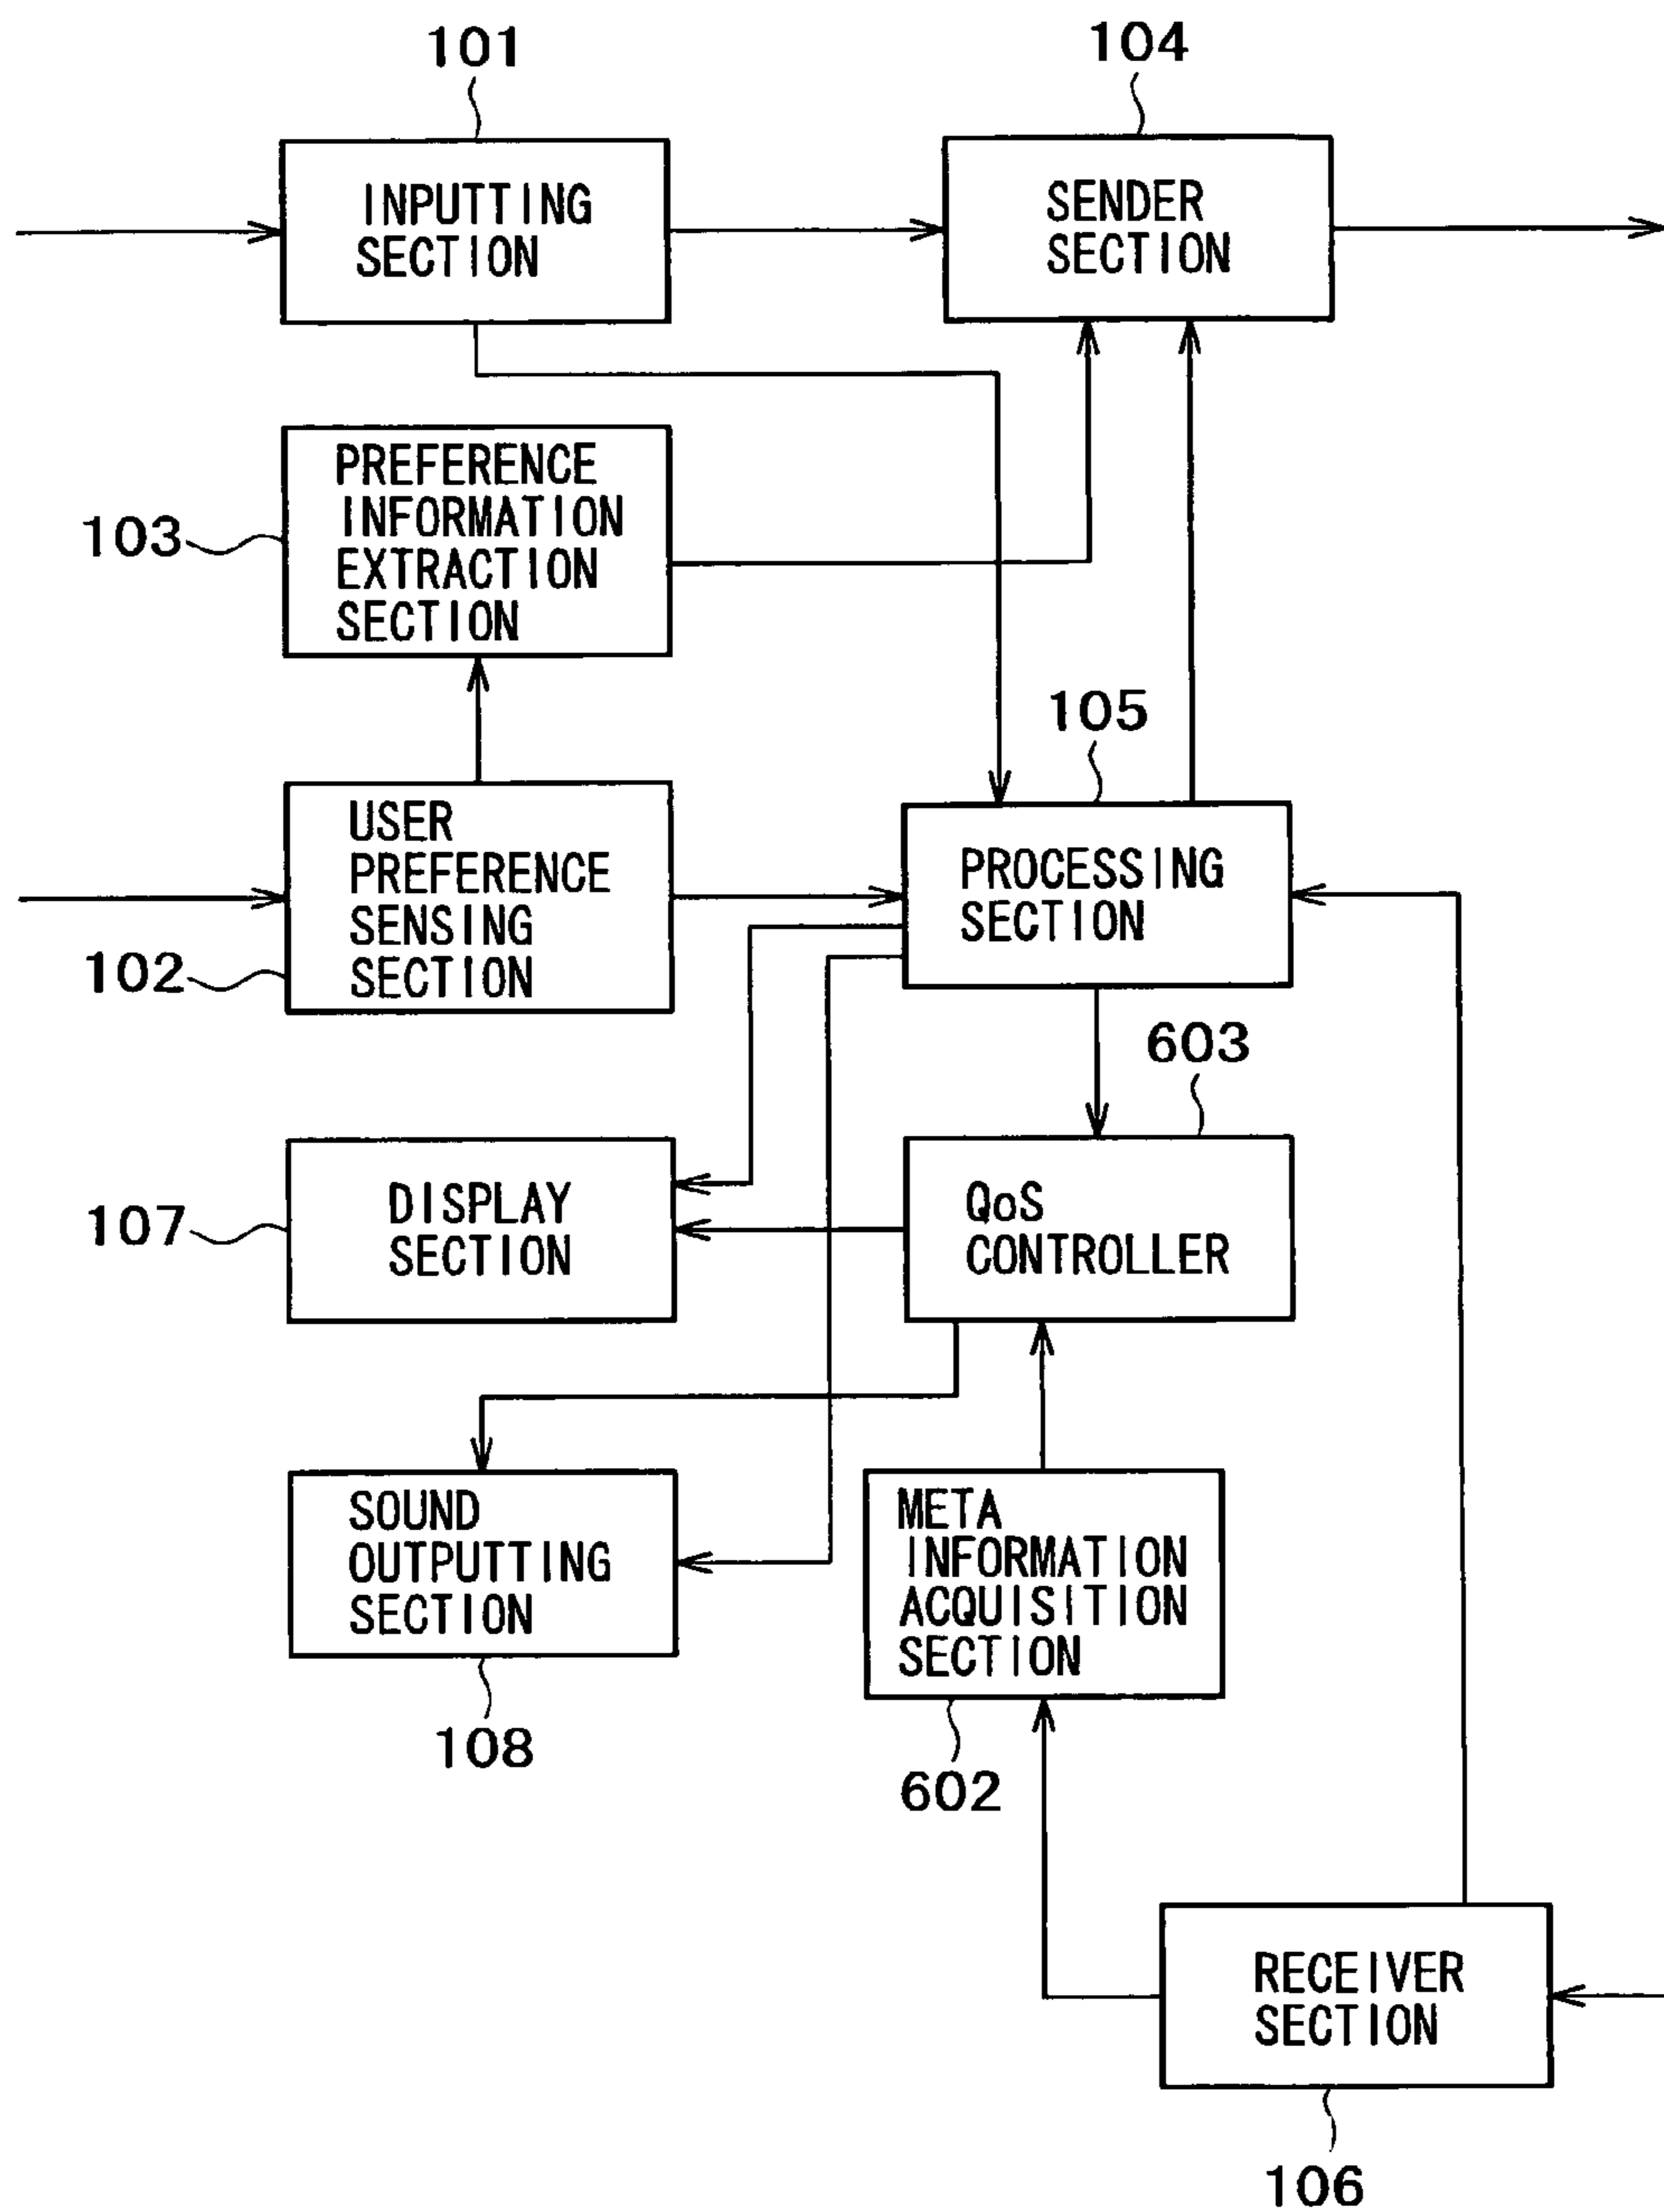 101
104
INPUTTING
SECTION
SENDER
SECTION
PREFERENCE
INFORMATION
EXTRACTION
SECTION
103
105
USER
PREFERENCE
SENSING
SECTION
102
PROCESSING
SECTION
603
DISPLAY
SECTION
107
QoS
CONTROLLER
SOUND
OUTPUTTING
SECTION
108
META
INFORMATION
ACQUISITION
SECTION
602
RECEIVER
SECTION
106